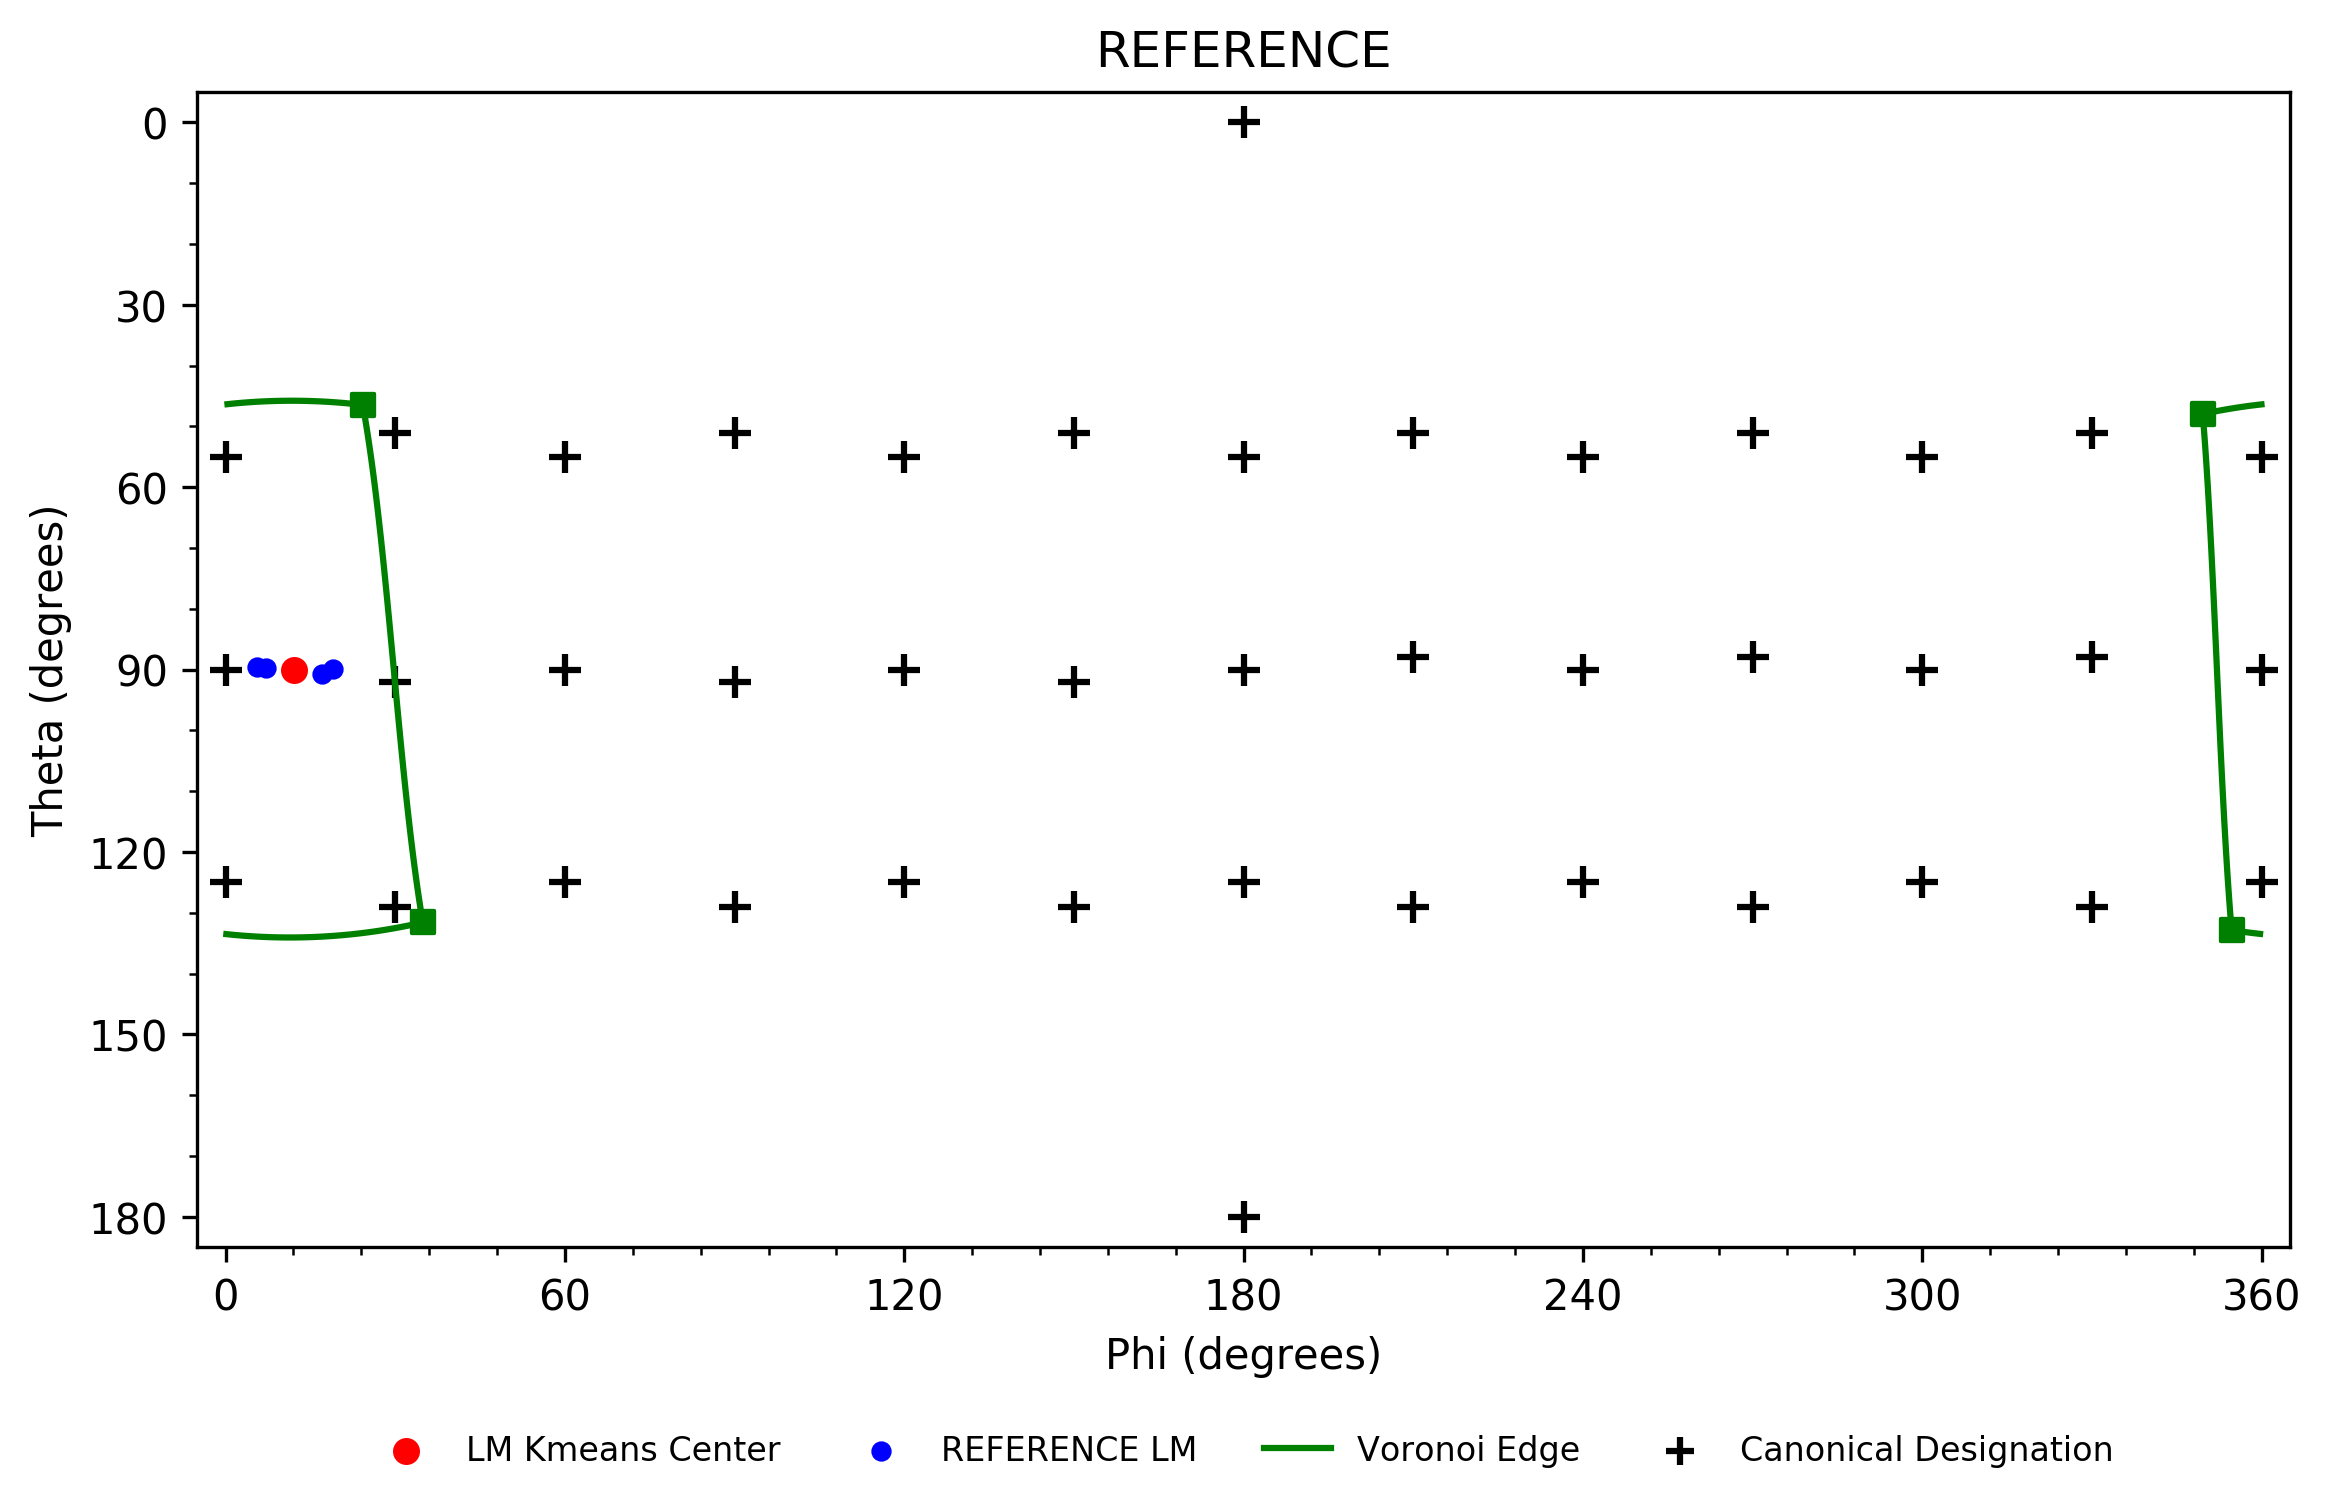 REFERENCE
0
30
60
90
120
150
180
Theta (degrees)
0 60 120 180 240 300 360
Phi (degrees)
LM Kmeans Center REFERENCE LM Voronoi Edge Canonical Designation